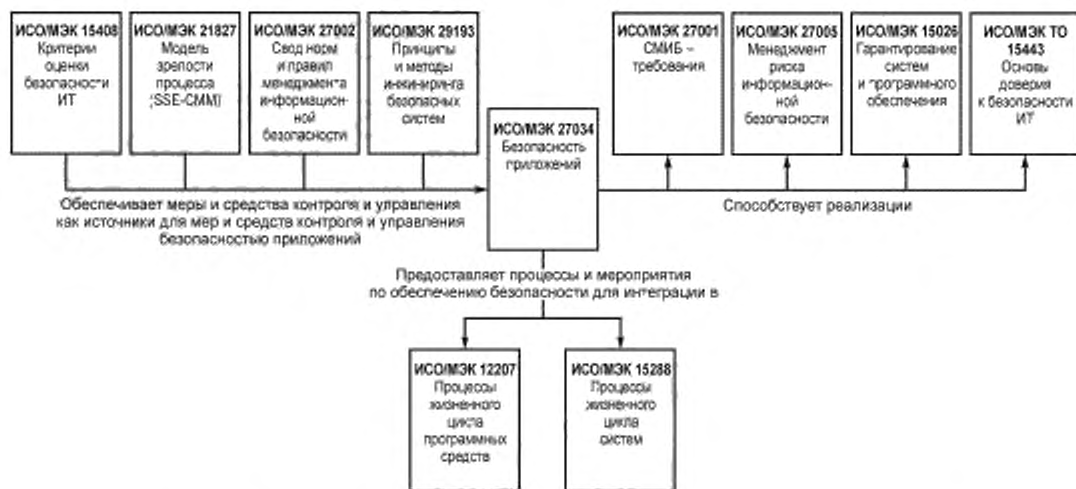 ИСО/МЭК 15408
Критерии
оценки
безопасности
ИТ
ИСО/МЭК 21827
Модель
зрелости
процесса
(SSE-CMM)
ИСО/МЭК 27002
Свод норм
и правил
менеджмента
информацион-
ной
безопасности
ИСО/МЭК 29193
Принципы
и методы
инжиниринга
безопасных
систем
ИСО/МЭК 27034
Безопасность
приложений
ИСО/МЭК 27001
СМИБ –
требования
ИСО/МЭК 27005
Менеджмент
риска
информацион-
ной
безопасности
ИСО/МЭК 15026
Гарантирование
систем
и программного
обеспечения
ИСО/МЭК ТО
15443
Основы
доверия
к безопасности
ИТ
Обеспечивает меры и средства контроля и управления
как источники для мер и средств контроля и управления
безопасностью приложений
Способствует реализации
Предоставляет процессы и мероприятия
по обеспечению безопасности для интеграции в
ИСО/МЭК 12207
Процессы
жизненного
цикла
программных
средств
ИСО/МЭК 15288
Процессы
жизненного
цикла
систем